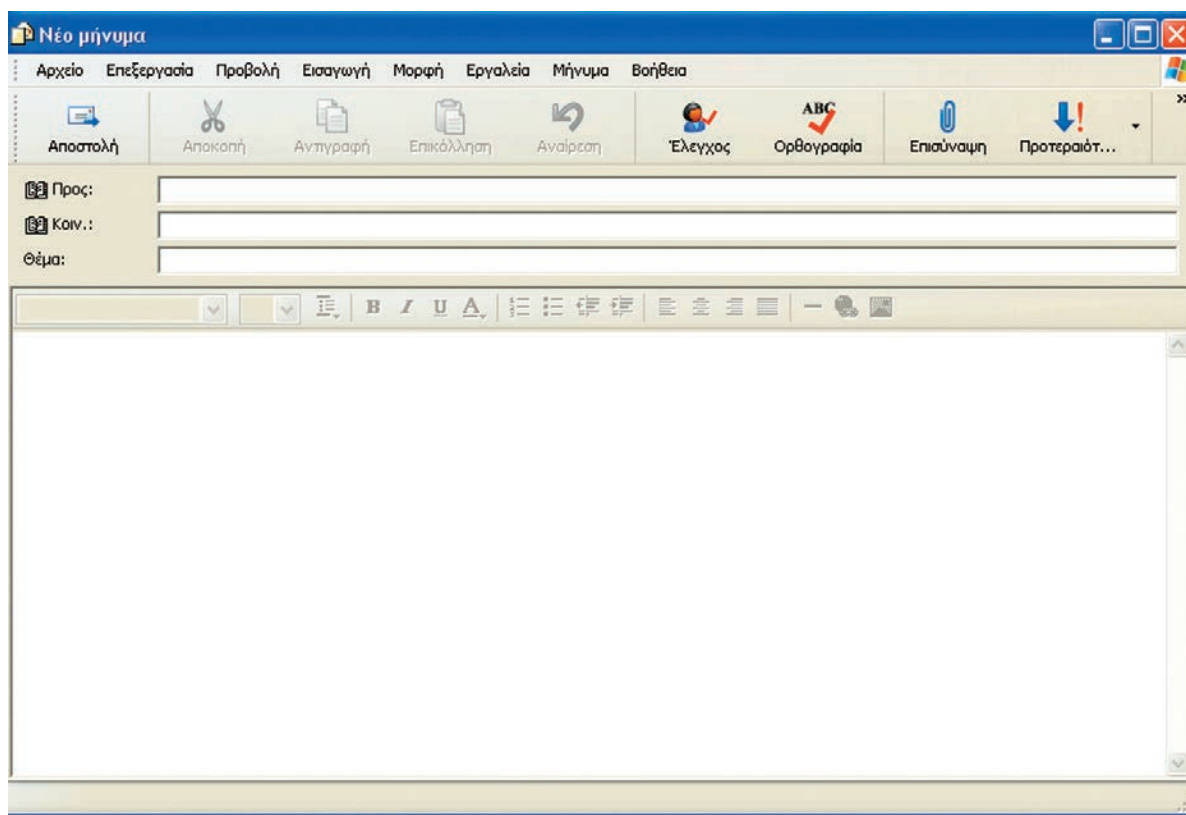 Νέο μήνυμα
Αρχείο Επεξεργασία Προβολή Εισαγωγή Μορφή Εργαλεία Μήνυμα Βοήθεια
Αποστολή Αποκοπή Αντιγραφή Επικόλληση Αναίρεση Έλεγχος ABC Ορθογραφία Επισύναψη Προτεραιότ...
Προς:
Κοιν.:
Θέμα:
B I U A